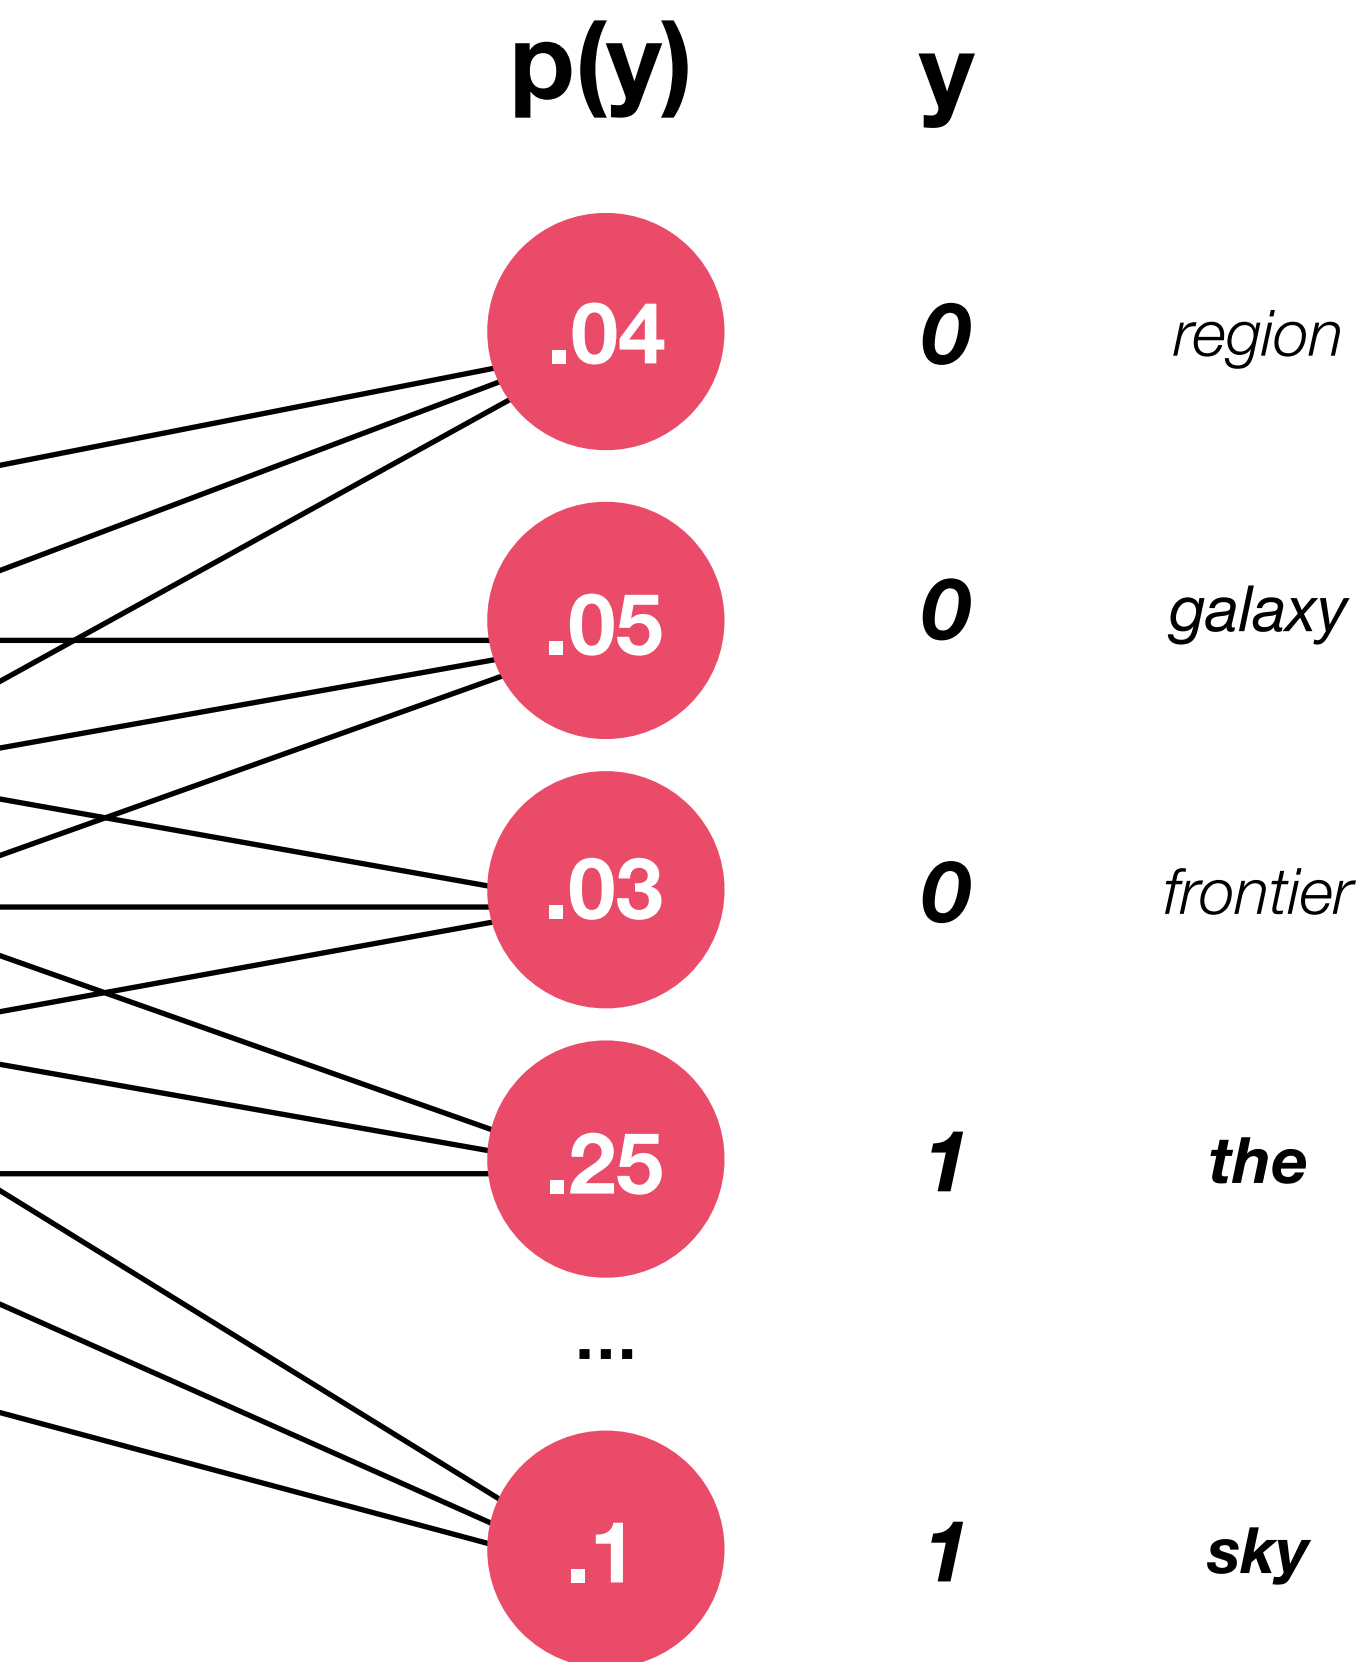 p(y) y
.04 0 region
.05 0 galaxy
.03 0 frontier
.25 1 the
...
.1 1 sky